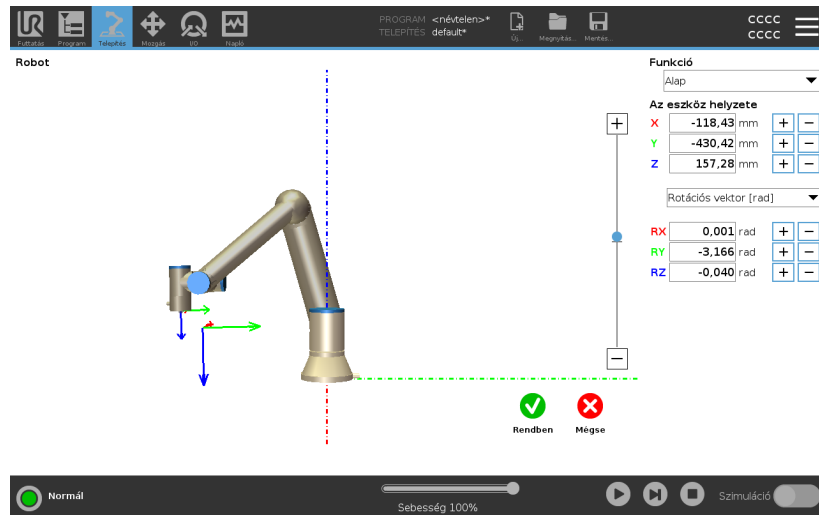 UR
Futtatás Program Telepítés Mozgás I/O Napló
PROGRAM <névtelen>*
TELEPÍTÉS default*
Új... Megnyitás... Mentés...
cccc
cccc
Robot
Funkció
Alap
Az eszköz helyzete
X -118,43 mm + −
Y -430,42 mm + −
Z 157,28 mm + −
Rotációs vektor [rad]
RX 0,001 rad + −
RY -3,166 rad + −
RZ -0,040 rad + −
+
−
Rendben Mégse
Normál
Sebesség 100%
Szimuláció